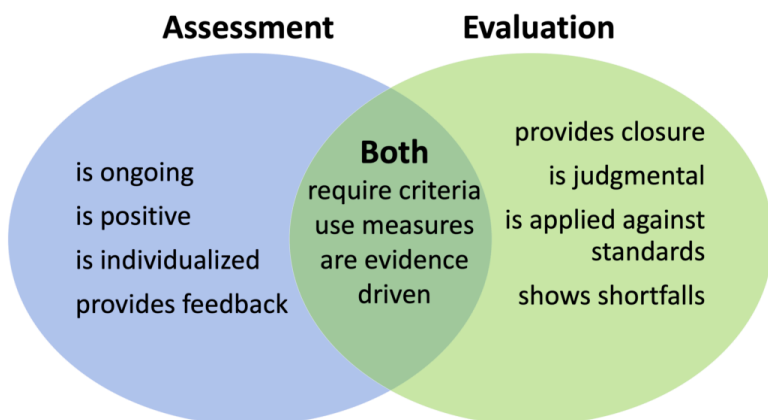 Assessment
Evaluation
is ongoing
is positive
is individualized
provides feedback
Both
require criteria
use measures
are evidence
driven
provides closure
is judgmental
is applied against
standards
shows shortfalls